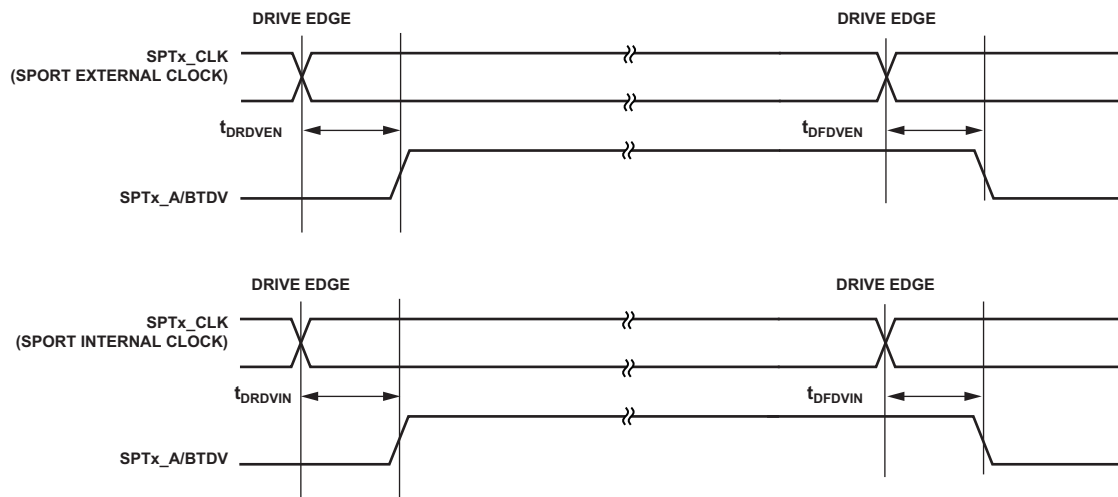 DRIVE EDGE DRIVE EDGE
SPTx_CLK
(SPORT EXTERNAL CLOCK)
tDRDVEN tDFDVEN
SPTx_A/BTDV
DRIVE EDGE DRIVE EDGE
SPTx_CLK
(SPORT INTERNAL CLOCK)
tDRDVIN tDFDVIN
SPTx_A/BTDV